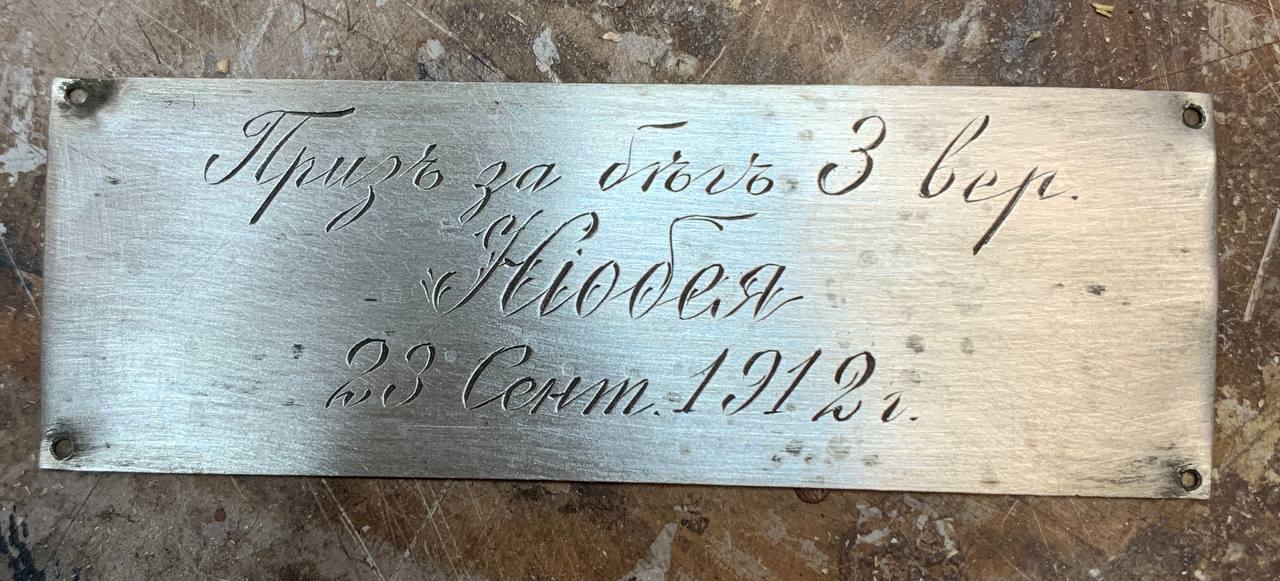 Призъ за бѣгъ 3 вер.
Ніобея
23 Сент. 1912 г.